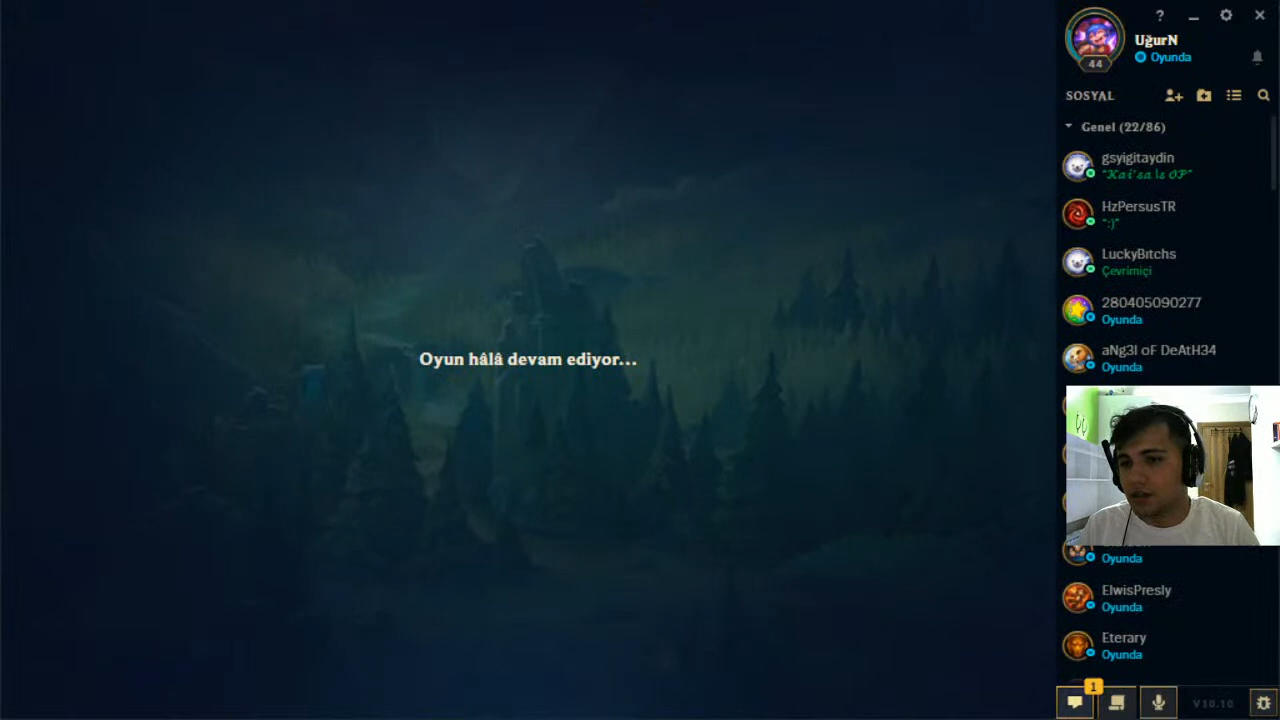 UğurN
44
Oyunda
SOSYAL
Genel (22/86)
gsyigitaydin
"Kai'sa Is OP"
HzPersusTR
":)"
LuckyBıtchs
Çevrimiçi
280405090277
Oyunda
aNg3l oF DeAtH34
Oyunda
Oyun hâlâ devam ediyor...
Oyunda
ElwisPresly
Oyunda
Eterary
Oyunda
1
V10.10